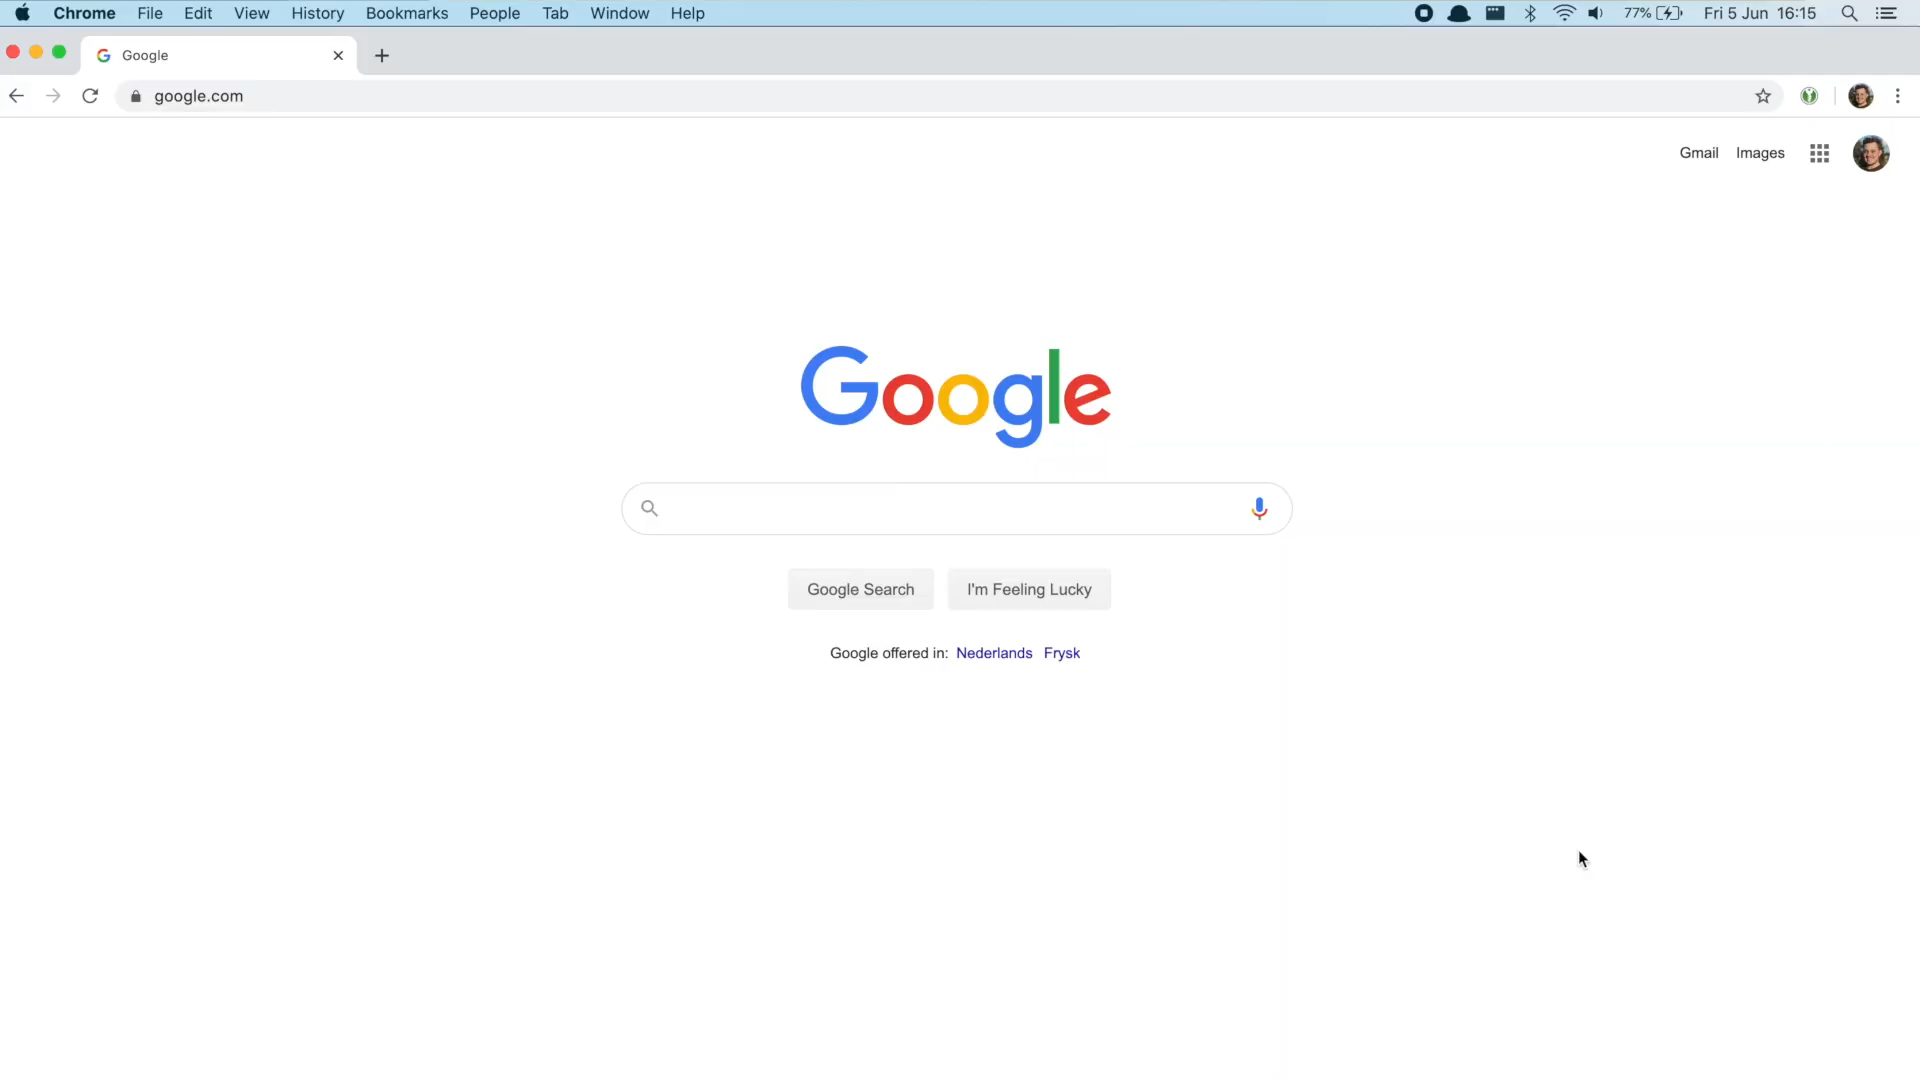 Chrome File Edit View History Bookmarks People Tab Window Help 77% Fri 5 Jun 16:15
Google
google.com
Gmail Images
Google
Google Search I'm Feeling Lucky
Google offered in: Nederlands Frysk